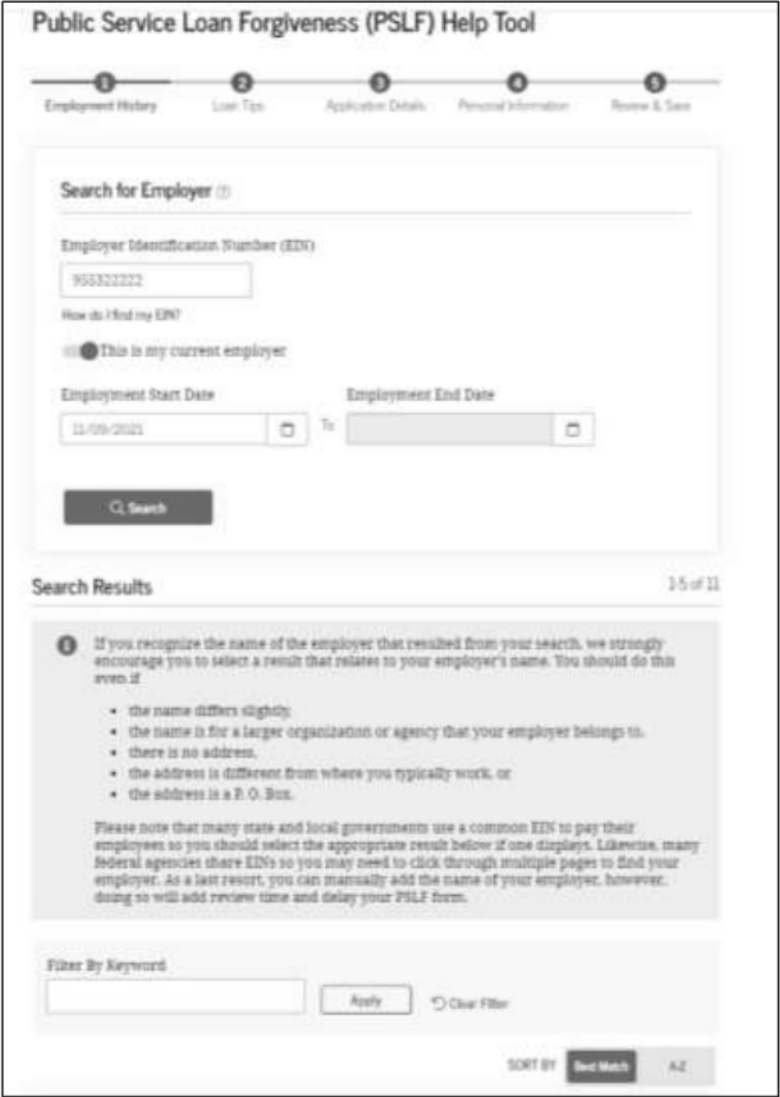 Public Service Loan Forgiveness (PSLF) Help Tool
1 2 3 4 5
Employment History Loan Tips Application Details Personal Information Review & Save
Search for Employer
Employer Identification Number (EIN)
How do I find my EIN?
This is my current employer
Employment Start Date Employment End Date
11/09/2021 To
Search
Search Results 1-5 of 11
If you recognize the name of the employer that resulted from your search, we strongly
encourage you to select a result that relates to your employer's name. You should do this
even if
• the name differs slightly,
• the name is for a larger organization or agency that your employer belongs to,
• there is no address,
• the address is different from where you typically work, or
• the address is a P. O. Box.
Please note that many state and local governments use a common EIN to pay their
employees so you should select the appropriate result below if one displays. Likewise, many
federal agencies share EINs so you may need to click through multiple pages to find your
employer. As a last resort, you can manually add the name of your employer, however,
doing so will add review time and delay your PSLF form.
Filter By Keyword
Apply Clear Filter
SORT BY Best Match A-Z